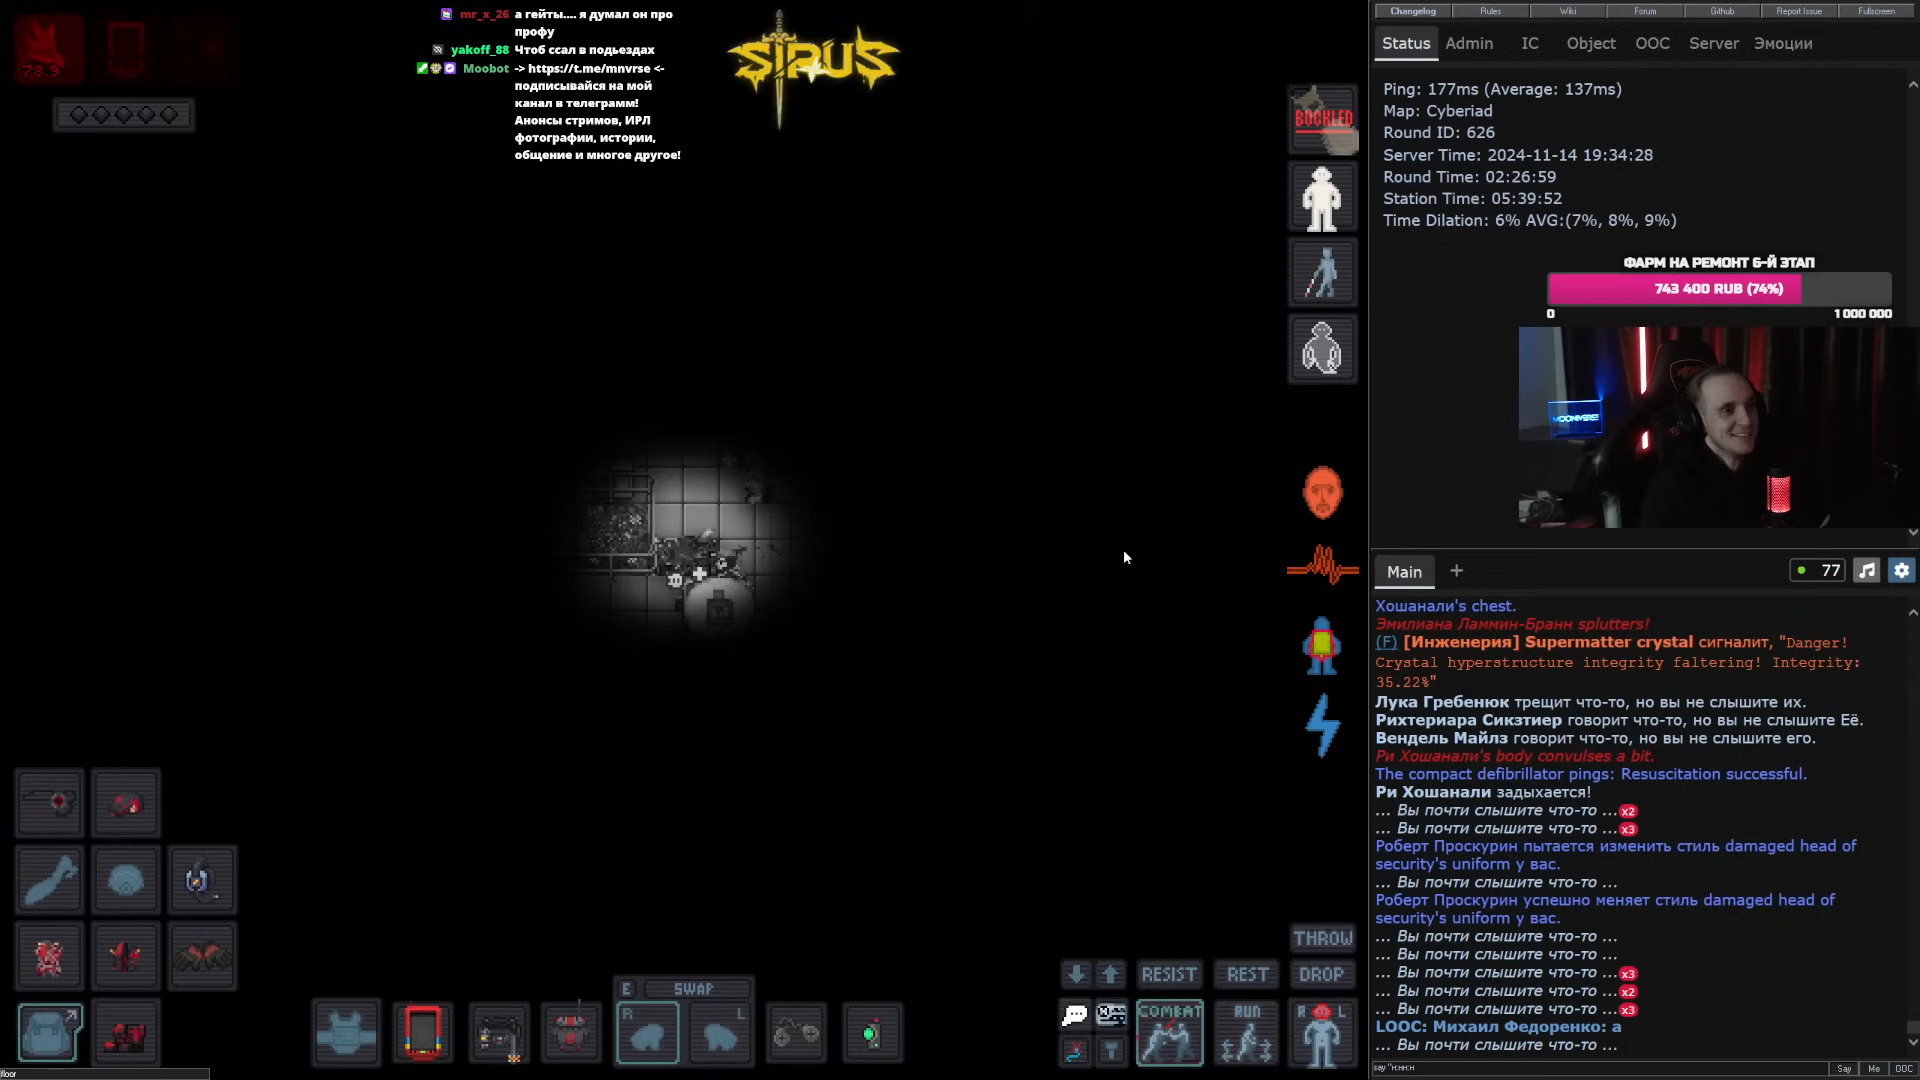 mr_x_26 а гейты.... я думал он про
профу
yakoff_88 Чтоб ссал в подьездах
Moobot -> https://t.me/mnvrse <-
подписывайся на мой
канал в телеграмм!
Анонсы стримов, ИРЛ
фотографии, истории,
общение и многое другое!
SIRUS
78.9
BUCKLED
Changelog Rules Wiki Forum Github Report Issue Fullscreen
Status Admin IC Object OOC Server Эмоции
Ping: 177ms (Average: 137ms)
Map: Cyberiad
Round ID: 626
Server Time: 2024-11-14 19:34:28
Round Time: 02:26:59
Station Time: 05:39:52
Time Dilation: 6% AVG:(7%, 8%, 9%)
ФАРМ НА РЕМОНТ 6-Й ЭТАП
743 400 RUB (74%)
0 1 000 000
MOONIVERSE
Main + 77
Хошанали's chest.
Эмилиана Ламмин-Бранн splutters!
(F) [Инженерия] Supermatter crystal сигналит, "Danger!
Crystal hyperstructure integrity faltering! Integrity:
35.22%"
Лука Гребенюк трещит что-то, но вы не слышите их.
Рихтериара Сикзтиер говорит что-то, но вы не слышите Её.
Вендель Майлз говорит что-то, но вы не слышите его.
Ри Хошанали's body convulses a bit.
The compact defibrillator pings: Resuscitation successful.
Ри Хошанали задыхается!
... Вы почти слышите что-то ... x2
... Вы почти слышите что-то ... x3
Роберт Проскурин пытается изменить стиль damaged head of
security's uniform у вас.
... Вы почти слышите что-то ...
Роберт Проскурин успешно меняет стиль damaged head of
security's uniform у вас.
... Вы почти слышите что-то ...
... Вы почти слышите что-то ...
... Вы почти слышите что-то ... x3
... Вы почти слышите что-то ... x2
... Вы почти слышите что-то ... x3
LOOC: Михаил Федоренко: а
... Вы почти слышите что-то ...
Say Me OOC
THROW
RESIST REST DROP
COMBAT RUN R L
E SWAP
R L
floor